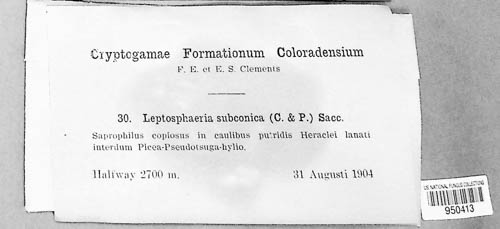 Cryptogamae Formationum Coloradensium
F. E. et E. S. Clements
30. Leptosphaeria subconica (C. & P.) Sacc.
Saprophilus copiosus in caulibus putridis Heraclei lanati
interdum Picea-Pseudotsuga-hylio.
Halfway 2700 m. 31 Augusti 1904
US NATIONAL FUNGUS COLLECTIONS
950413